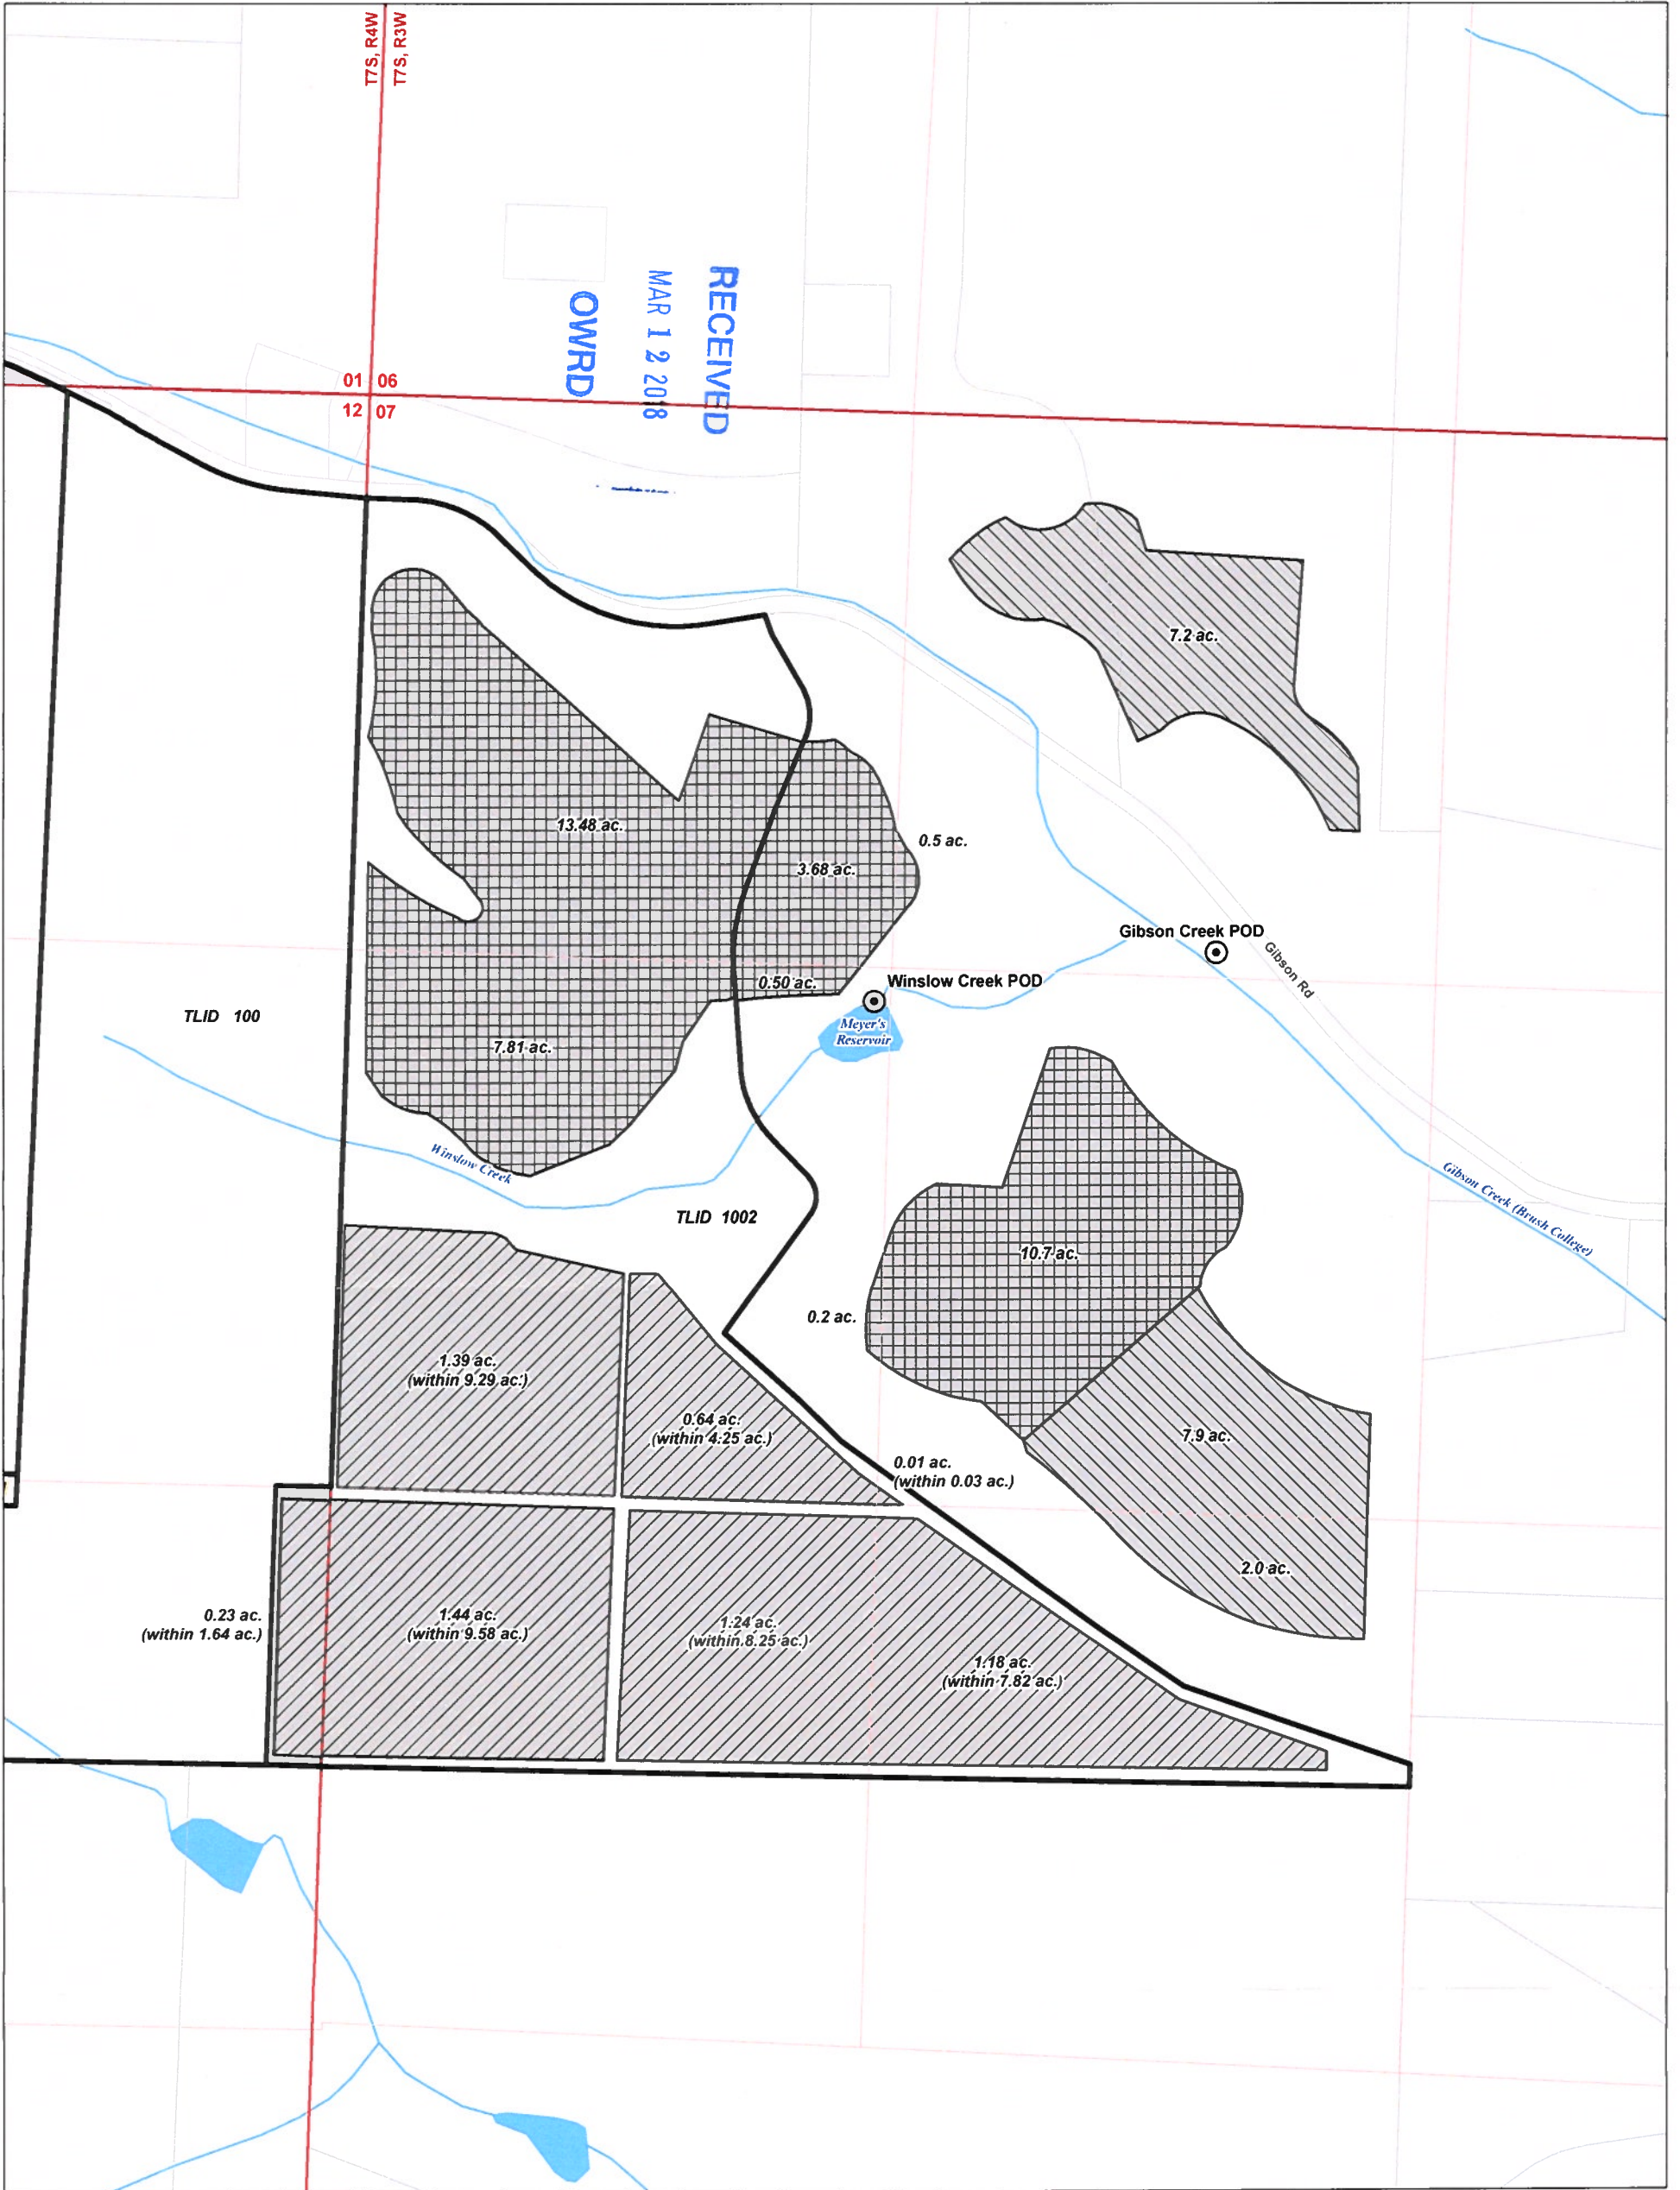 T7S, R4W
T7S, R3W
RECEIVED
MAR 1 2 2018
OWRD
01 06
12 07
7.2 ac.
13.48 ac.
0.5 ac.
3.68 ac.
Gibson Creek POD
Gibson Rd
0.50 ac.
Winslow Creek POD
TLID 100
Meyer's
Reservoir
7.81 ac.
Winslow Creek
Gibson Creek (Brush College)
TLID 1002
10.7 ac.
0.2 ac.
1.39 ac.
(within 9.29 ac.)
0.64 ac.
(within 4.25 ac.)
7.9 ac.
0.01 ac.
(within 0.03 ac.)
2.0 ac.
0.23 ac.
(within 1.64 ac.)
1.44 ac.
(within 9.58 ac.)
1.24 ac.
(within 8.25 ac.)
1.18 ac.
(within 7.82 ac.)